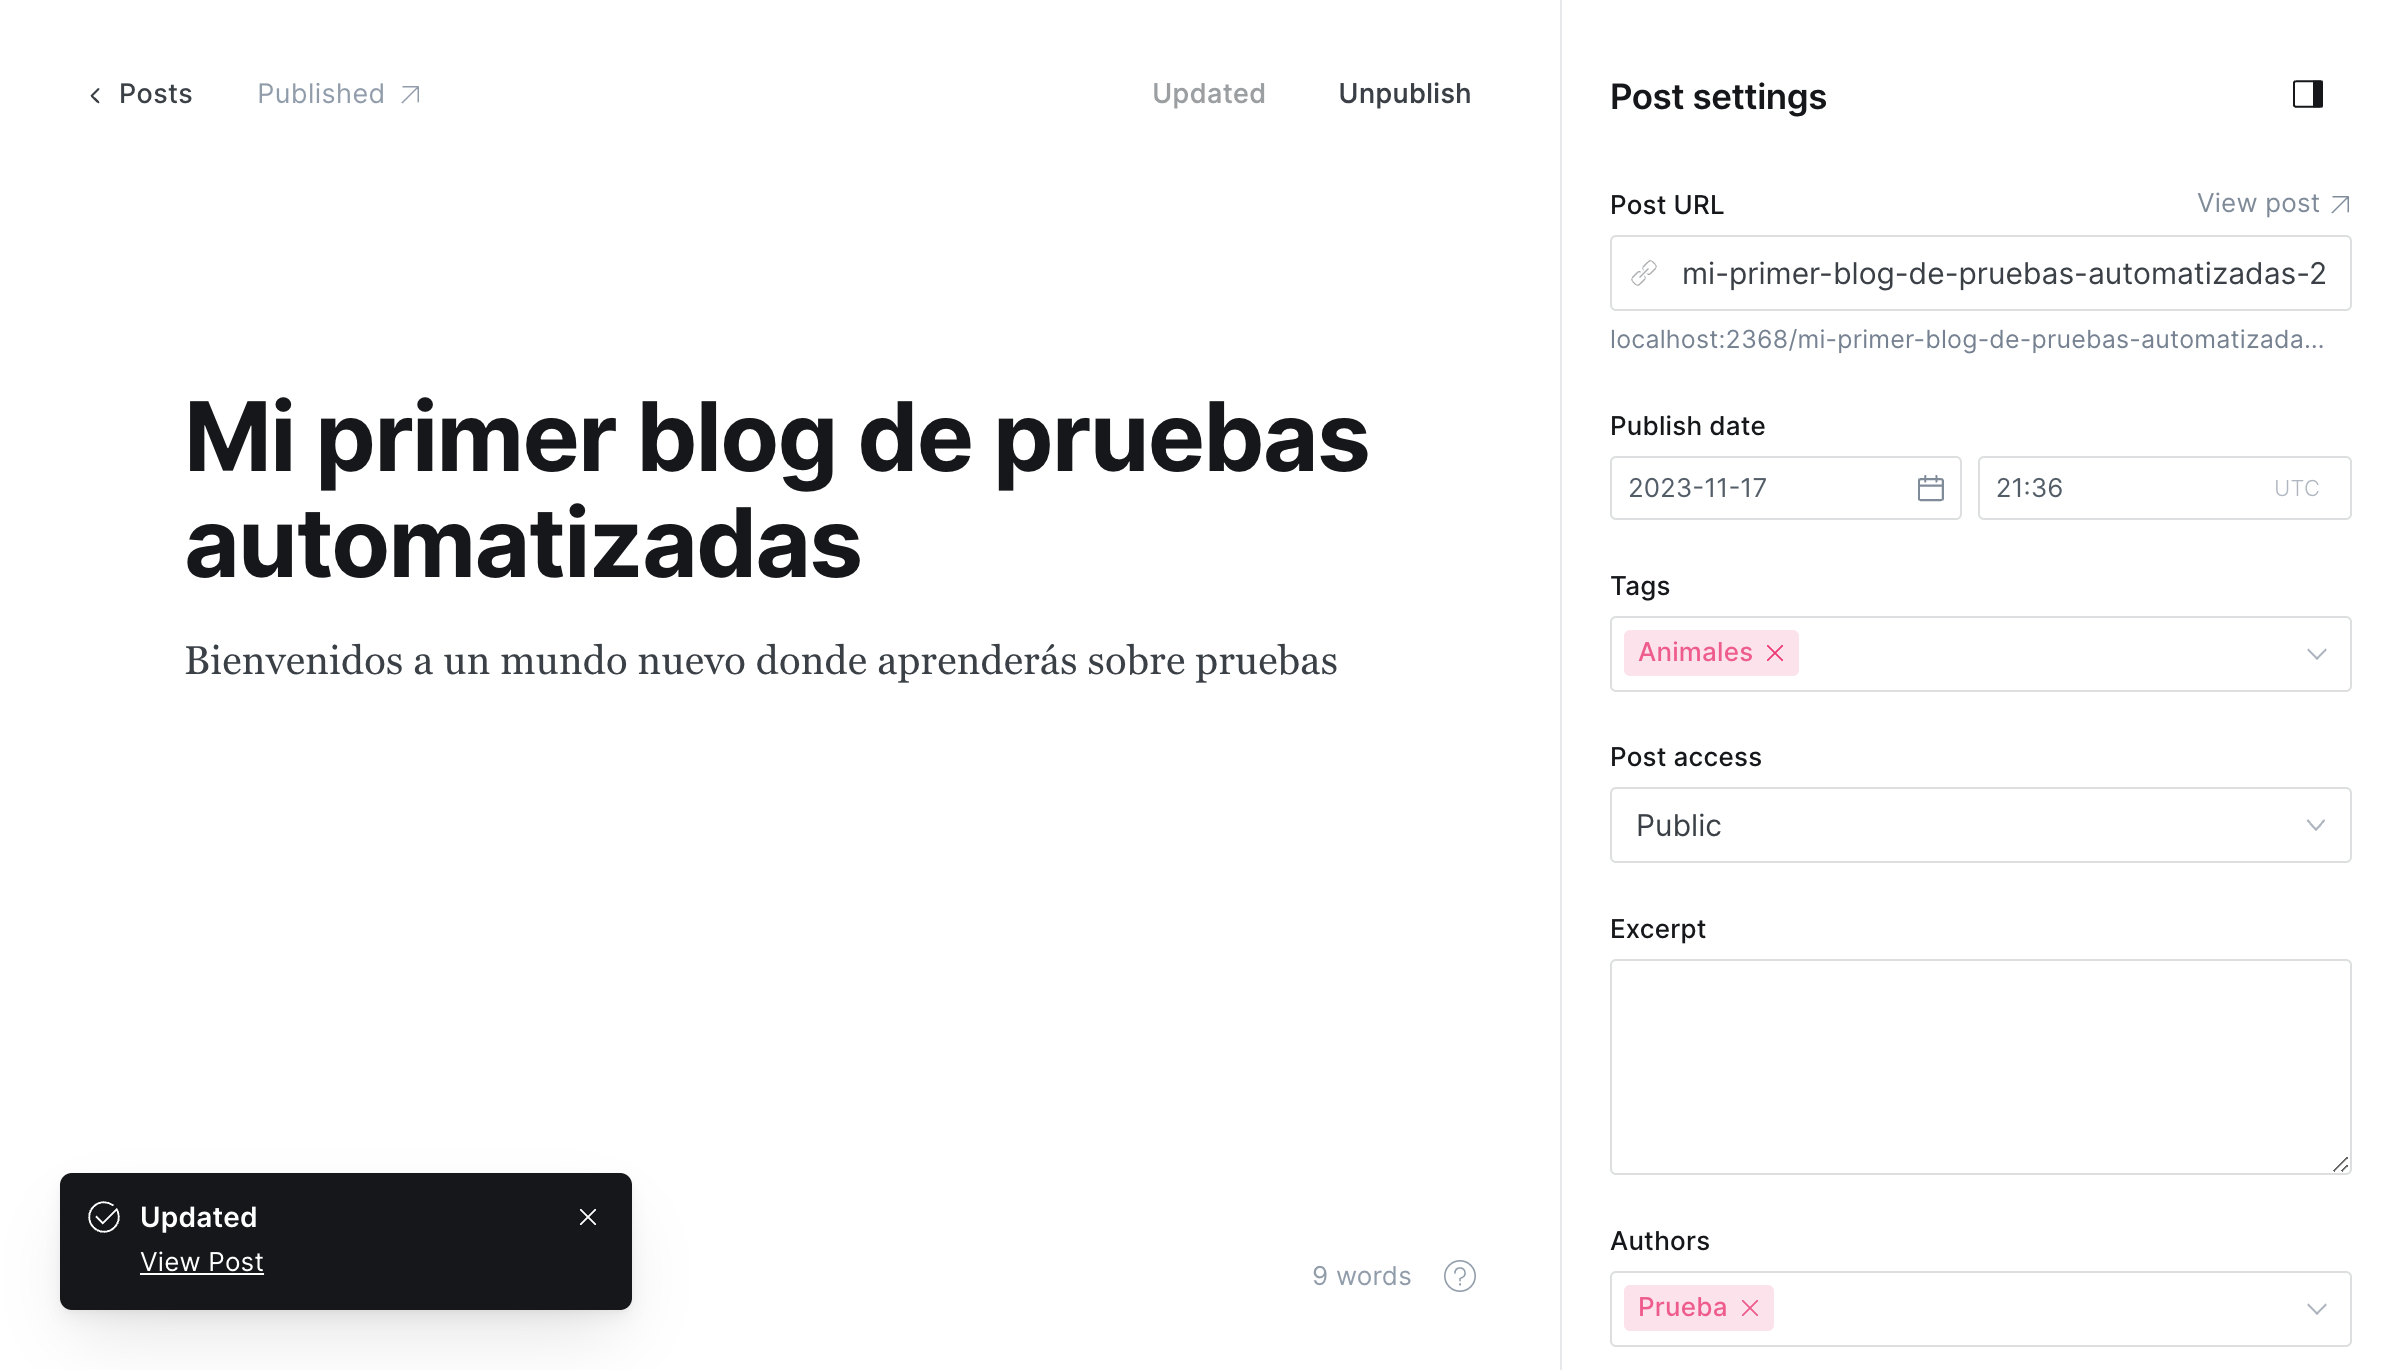 Posts
Published
Updated
Unpublish
Mi primer blog de pruebas
automatizadas
Bienvenidos a un mundo nuevo donde aprenderás sobre pruebas
Updated
View Post
9 words
?
Post settings
Post URL
View post
mi-primer-blog-de-pruebas-automatizadas-2
localhost:2368/mi-primer-blog-de-pruebas-automatizada...
Publish date
2023-11-17
21:36 UTC
Tags
Animales
Post access
Public
Excerpt
Authors
Prueba